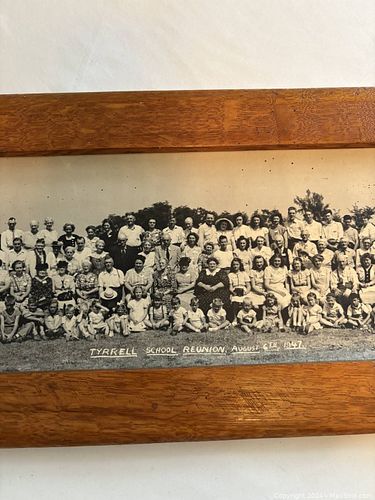 TYRRELL SCHOOL REUNION, AUGUST 6TH, 1947.